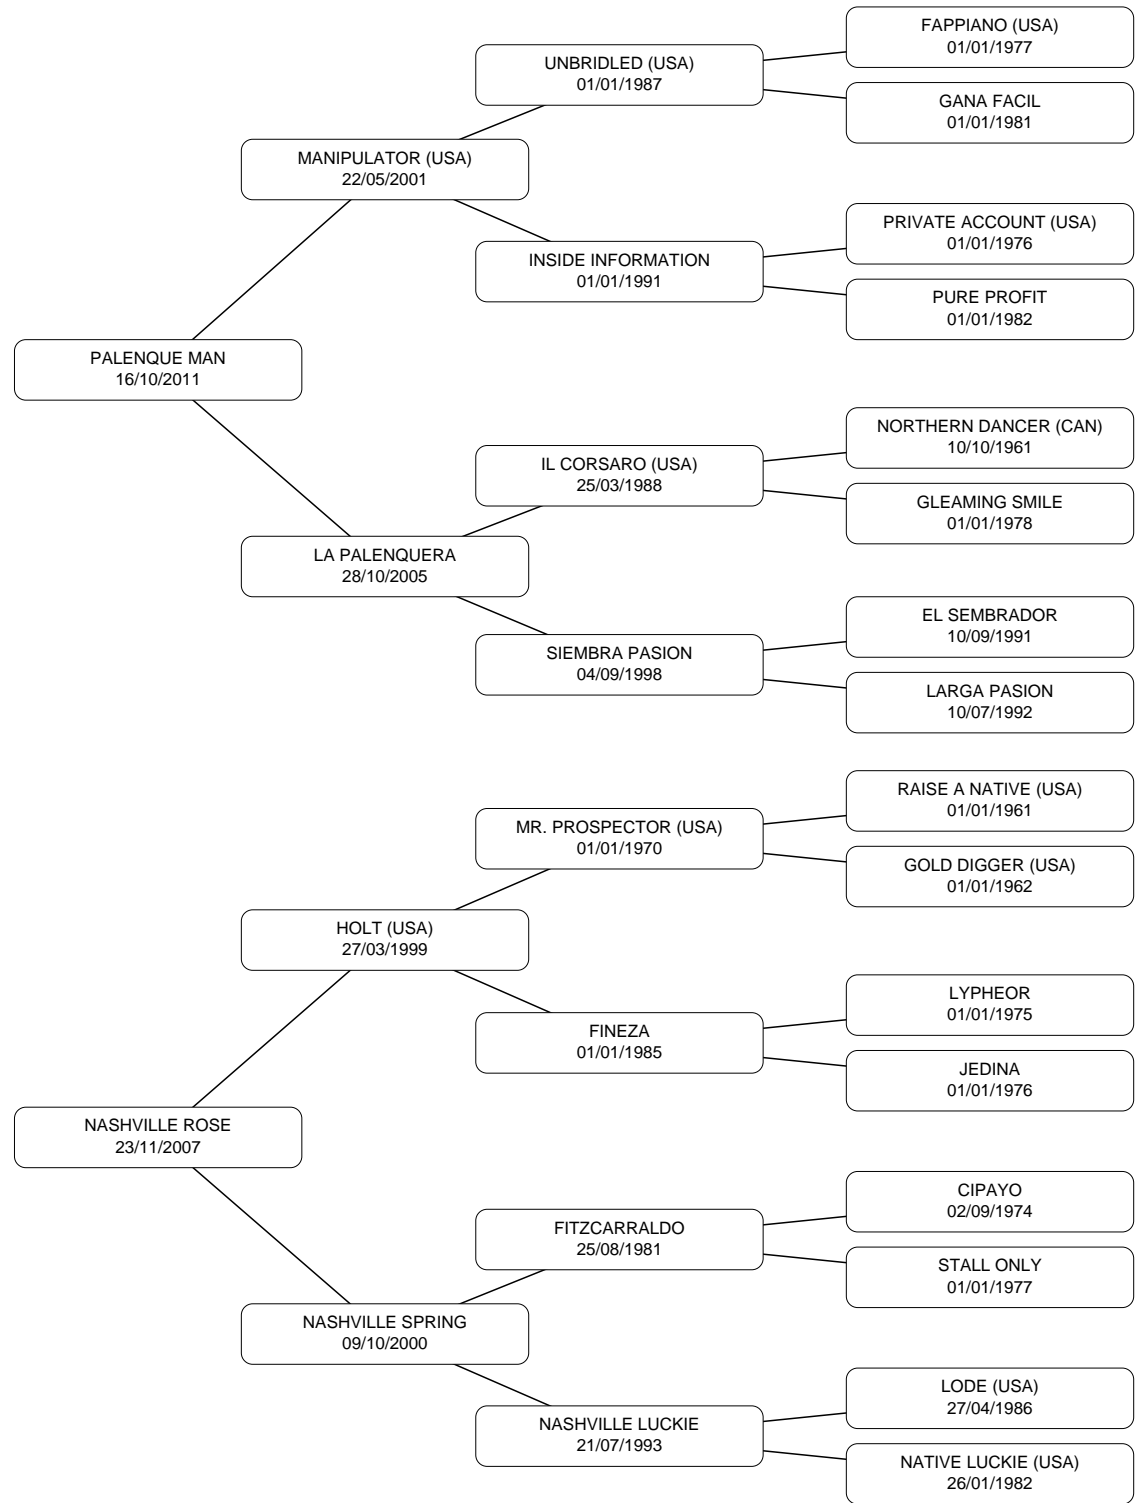 FAPPIANO (USA)
01/01/1977
UNBRIDLED (USA)
01/01/1987
GANA FACIL
01/01/1981
MANIPULATOR (USA)
22/05/2001
PRIVATE ACCOUNT (USA)
01/01/1976
INSIDE INFORMATION
01/01/1991
PURE PROFIT
01/01/1982
PALENQUE MAN
16/10/2011
NORTHERN DANCER (CAN)
10/10/1961
IL CORSARO (USA)
25/03/1988
GLEAMING SMILE
01/01/1978
LA PALENQUERA
28/10/2005
EL SEMBRADOR
10/09/1991
SIEMBRA PASION
04/09/1998
LARGA PASION
10/07/1992
RAISE A NATIVE (USA)
01/01/1961
MR. PROSPECTOR (USA)
01/01/1970
GOLD DIGGER (USA)
01/01/1962
HOLT (USA)
27/03/1999
LYPHEOR
01/01/1975
FINEZA
01/01/1985
JEDINA
01/01/1976
NASHVILLE ROSE
23/11/2007
CIPAYO
02/09/1974
FITZCARRALDO
25/08/1981
STALL ONLY
01/01/1977
NASHVILLE SPRING
09/10/2000
LODE (USA)
27/04/1986
NASHVILLE LUCKIE
21/07/1993
NATIVE LUCKIE (USA)
26/01/1982